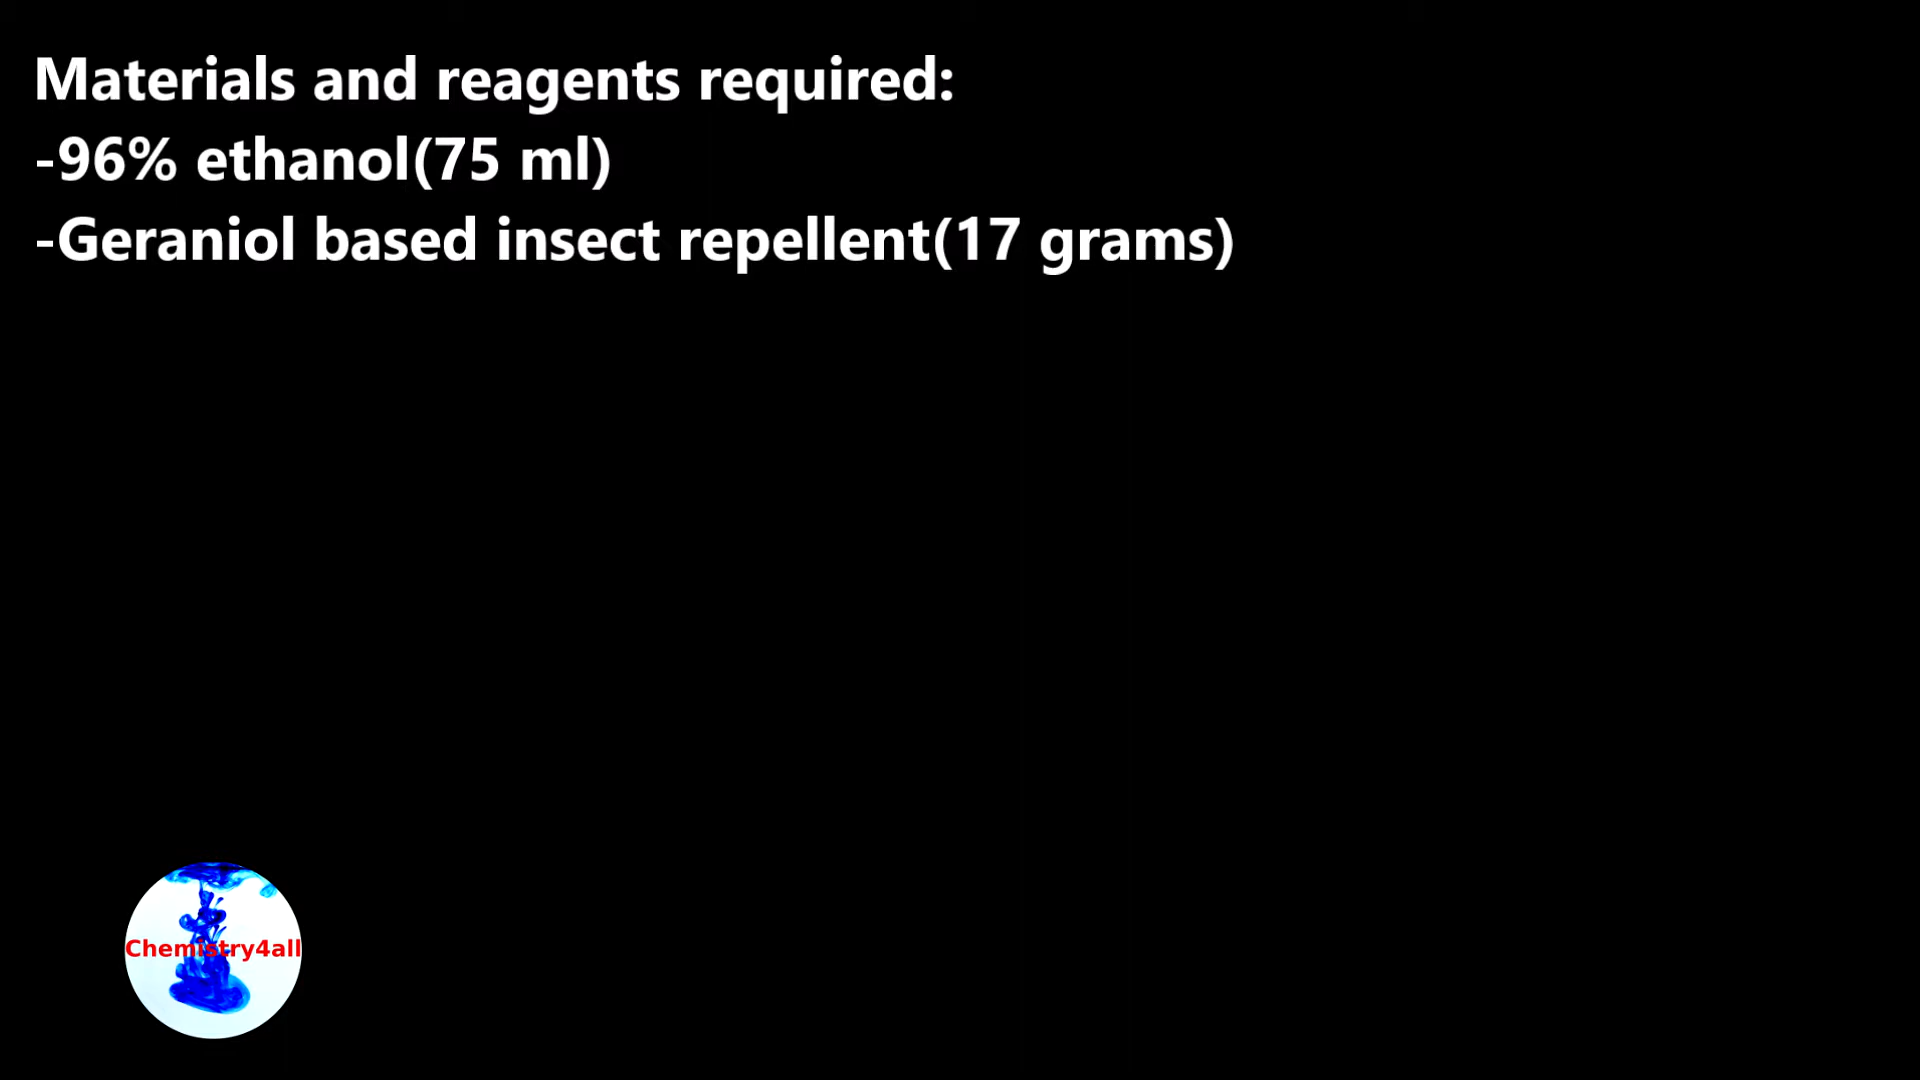 Materials and reagents required:
-96% ethanol(75 ml)
-Geraniol based insect repellent(17 grams)
Chemistry4all